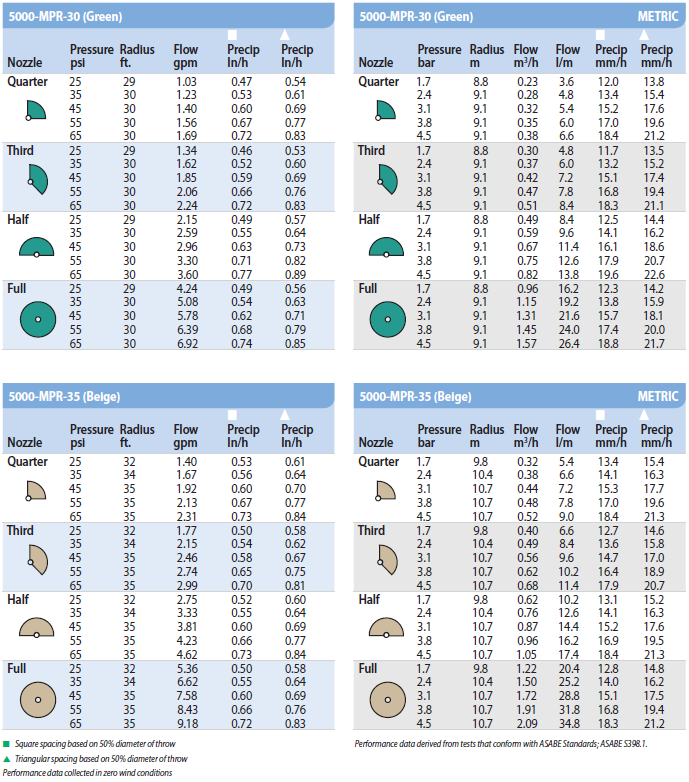 5000-MPR-30 (Green)
Pressure Radius Flow Precip Precip
Nozzle psi ft. gpm In/h In/h
Quarter 25 29 1.03 0.47 0.54
35 30 1.23 0.53 0.61
45 30 1.40 0.60 0.69
55 30 1.56 0.67 0.77
65 30 1.69 0.72 0.83
Third 25 29 1.34 0.46 0.53
35 30 1.62 0.52 0.60
45 30 1.85 0.59 0.69
55 30 2.06 0.66 0.76
65 30 2.24 0.72 0.83
Half 25 29 2.15 0.49 0.57
35 30 2.59 0.55 0.64
45 30 2.96 0.63 0.73
55 30 3.30 0.71 0.82
65 30 3.60 0.77 0.89
Full 25 29 4.24 0.49 0.56
35 30 5.08 0.54 0.63
45 30 5.78 0.62 0.71
55 30 6.39 0.68 0.79
65 30 6.92 0.74 0.85
5000-MPR-30 (Green) METRIC
Pressure Radius Flow Flow Precip Precip
Nozzle bar m m³/h l/m mm/h mm/h
Quarter 1.7 8.8 0.23 3.6 12.0 13.8
2.4 9.1 0.28 4.8 13.4 15.4
3.1 9.1 0.32 5.4 15.2 17.6
3.8 9.1 0.35 6.0 17.0 19.6
4.5 9.1 0.38 6.6 18.4 21.2
Third 1.7 8.8 0.30 4.8 11.7 13.5
2.4 9.1 0.37 6.0 13.2 15.2
3.1 9.1 0.42 7.2 15.1 17.4
3.8 9.1 0.47 7.8 16.8 19.4
4.5 9.1 0.51 8.4 18.3 21.1
Half 1.7 8.8 0.49 8.4 12.5 14.4
2.4 9.1 0.59 9.6 14.1 16.2
3.1 9.1 0.67 11.4 16.1 18.6
3.8 9.1 0.75 12.6 17.9 20.7
4.5 9.1 0.82 13.8 19.6 22.6
Full 1.7 8.8 0.96 16.2 12.3 14.2
2.4 9.1 1.15 19.2 13.8 15.9
3.1 9.1 1.31 21.6 15.7 18.1
3.8 9.1 1.45 24.0 17.4 20.0
4.5 9.1 1.57 26.4 18.8 21.7
5000-MPR-35 (Beige)
Pressure Radius Flow Precip Precip
Nozzle psi ft. gpm In/h In/h
Quarter 25 32 1.40 0.53 0.61
35 34 1.67 0.56 0.64
45 35 1.92 0.60 0.70
55 35 2.13 0.67 0.77
65 35 2.31 0.73 0.84
Third 25 32 1.77 0.50 0.58
35 34 2.15 0.54 0.62
45 35 2.46 0.58 0.67
55 35 2.74 0.65 0.75
65 35 2.99 0.70 0.81
Half 25 32 2.75 0.52 0.60
35 34 3.33 0.55 0.64
45 35 3.81 0.60 0.69
55 35 4.23 0.66 0.77
65 35 4.62 0.73 0.84
Full 25 32 5.36 0.50 0.58
35 34 6.62 0.55 0.64
45 35 7.58 0.60 0.69
55 35 8.43 0.66 0.76
65 35 9.18 0.72 0.83
5000-MPR-35 (Beige) METRIC
Pressure Radius Flow Flow Precip Precip
Nozzle bar m m³/h l/m mm/h mm/h
Quarter 1.7 9.8 0.32 5.4 13.4 15.4
2.4 10.4 0.38 6.6 14.1 16.3
3.1 10.7 0.44 7.2 15.3 17.7
3.8 10.7 0.48 7.8 17.0 19.6
4.5 10.7 0.52 9.0 18.4 21.3
Third 1.7 9.8 0.40 6.6 12.7 14.6
2.4 10.4 0.49 8.4 13.6 15.8
3.1 10.7 0.56 9.6 14.7 17.0
3.8 10.7 0.62 10.2 16.4 18.9
4.5 10.7 0.68 11.4 17.9 20.7
Half 1.7 9.8 0.62 10.2 13.1 15.2
2.4 10.4 0.76 12.6 14.1 16.3
3.1 10.7 0.87 14.4 15.2 17.6
3.8 10.7 0.96 16.2 16.9 19.5
4.5 10.7 1.05 17.4 18.4 21.3
Full 1.7 9.8 1.22 20.4 12.8 14.8
2.4 10.4 1.50 25.2 14.0 16.2
3.1 10.7 1.72 28.8 15.1 17.5
3.8 10.7 1.91 31.8 16.8 19.4
4.5 10.7 2.09 34.8 18.3 21.2
■ Square spacing based on 50% diameter of throw
▲ Triangular spacing based on 50% diameter of throw
Performance data collected in zero wind conditions
Performance data derived from tests that conform with ASABE Standards; ASABE S398.1.